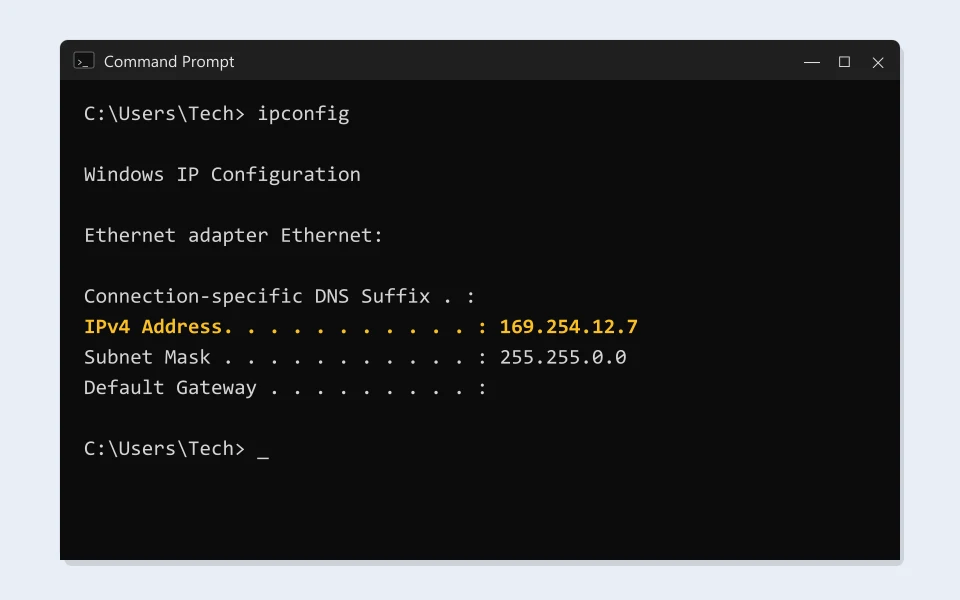 Command Prompt
C:\Users\Tech> ipconfig
Windows IP Configuration
Ethernet adapter Ethernet:
Connection-specific DNS Suffix . :
IPv4 Address. . . . . . . . . . . : 169.254.12.7
Subnet Mask . . . . . . . . . . . : 255.255.0.0
Default Gateway . . . . . . . . . :
C:\Users\Tech> _